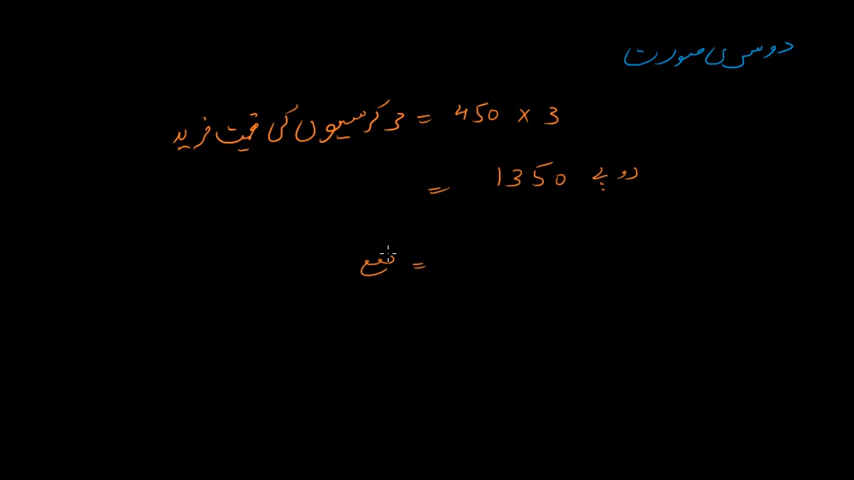 دوسری صورت
3 کرسیوں کی قیمت خرید = 450 × 3
= 1350 روپے
نفع =